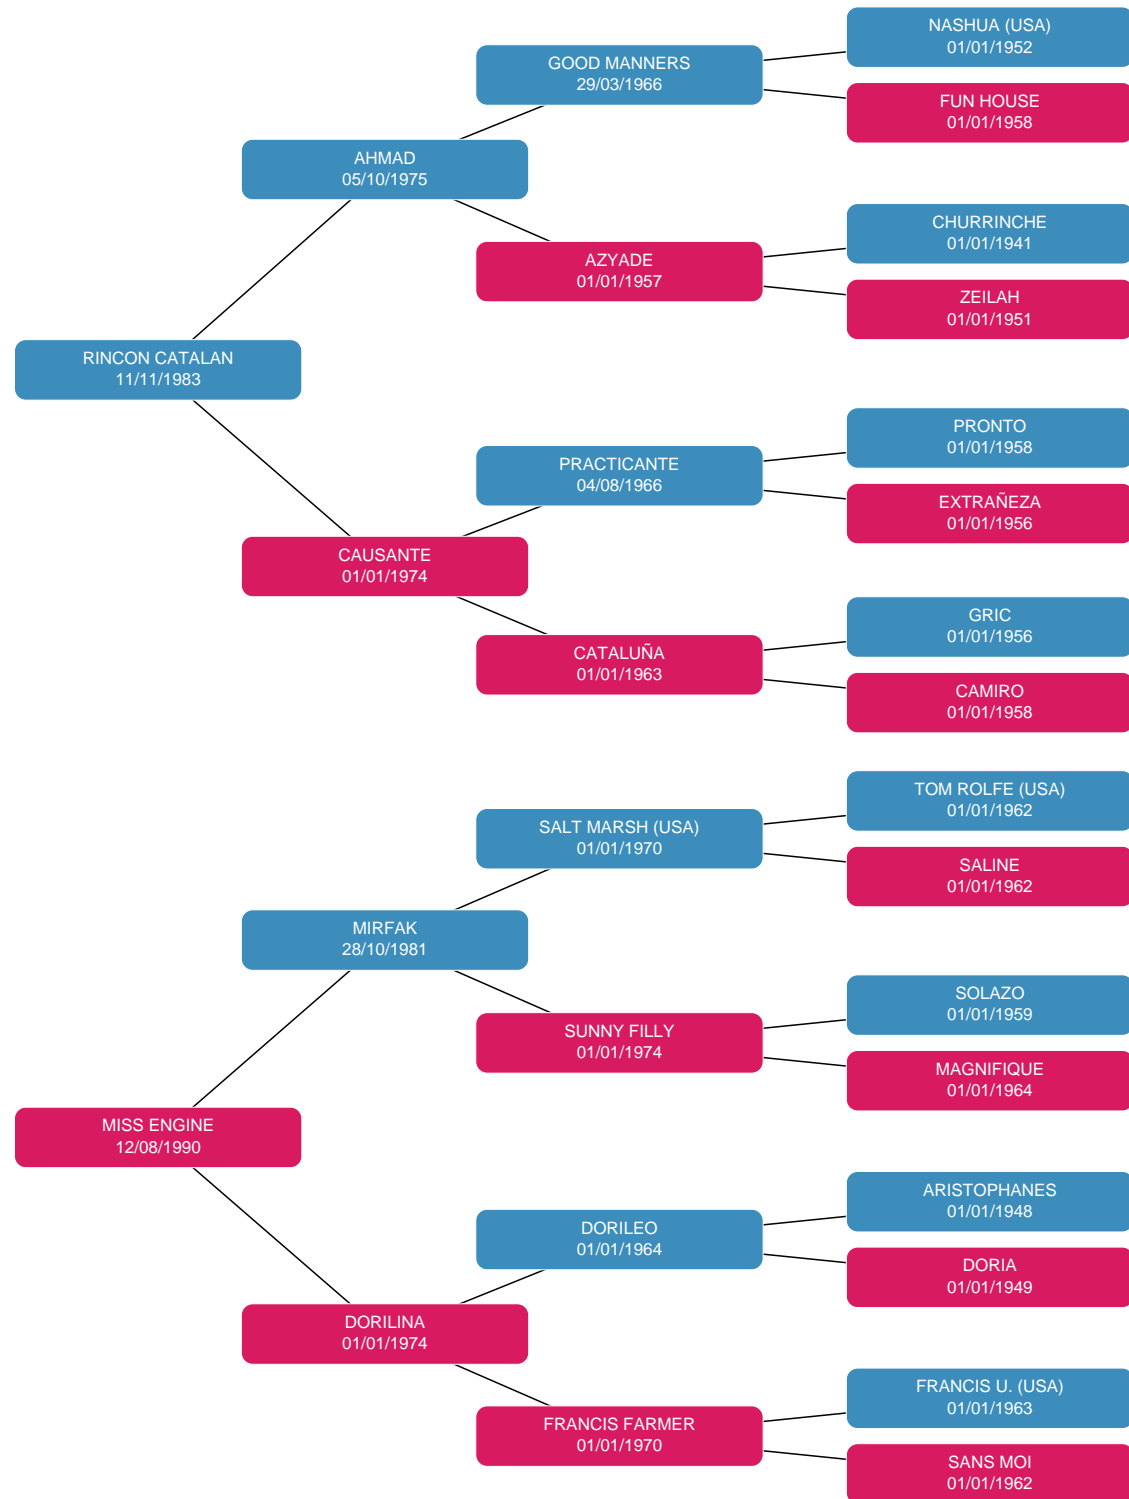 NASHUA (USA)
01/01/1952
GOOD MANNERS
29/03/1966
FUN HOUSE
01/01/1958
AHMAD
05/10/1975
CHURRINCHE
01/01/1941
AZYADE
01/01/1957
ZEILAH
01/01/1951
RINCON CATALAN
11/11/1983
PRONTO
01/01/1958
PRACTICANTE
04/08/1966
EXTRAÑEZA
01/01/1956
CAUSANTE
01/01/1974
GRIC
01/01/1956
CATALUÑA
01/01/1963
CAMIRO
01/01/1958
TOM ROLFE (USA)
01/01/1962
SALT MARSH (USA)
01/01/1970
SALINE
01/01/1962
MIRFAK
28/10/1981
SOLAZO
01/01/1959
SUNNY FILLY
01/01/1974
MAGNIFIQUE
01/01/1964
MISS ENGINE
12/08/1990
ARISTOPHANES
01/01/1948
DORILEO
01/01/1964
DORIA
01/01/1949
DORILINA
01/01/1974
FRANCIS U. (USA)
01/01/1963
FRANCIS FARMER
01/01/1970
SANS MOI
01/01/1962